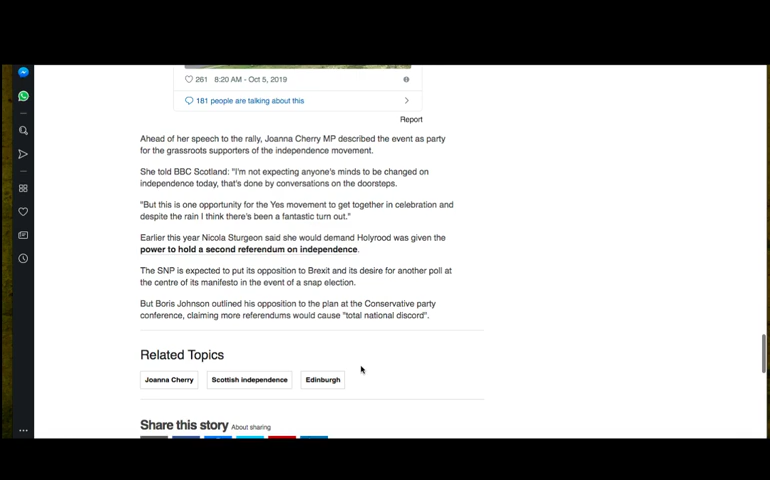 261 8:20 AM - Oct 5, 2019
181 people are talking about this
Report
Ahead of her speech to the rally, Joanna Cherry MP described the event as party
for the grassroots supporters of the independence movement.
She told BBC Scotland: "I'm not expecting anyone's minds to be changed on
independence today, that's done by conversations on the doorsteps.
"But this is one opportunity for the Yes movement to get together in celebration and
despite the rain I think there's been a fantastic turn out."
Earlier this year Nicola Sturgeon said she would demand Holyrood was given the
power to hold a second referendum on independence.
The SNP is expected to put its opposition to Brexit and its desire for another poll at
the centre of its manifesto in the event of a snap election.
But Boris Johnson outlined his opposition to the plan at the Conservative party
conference, claiming more referendums would cause "total national discord".
Related Topics
Joanna Cherry Scottish independence Edinburgh
Share this story About sharing